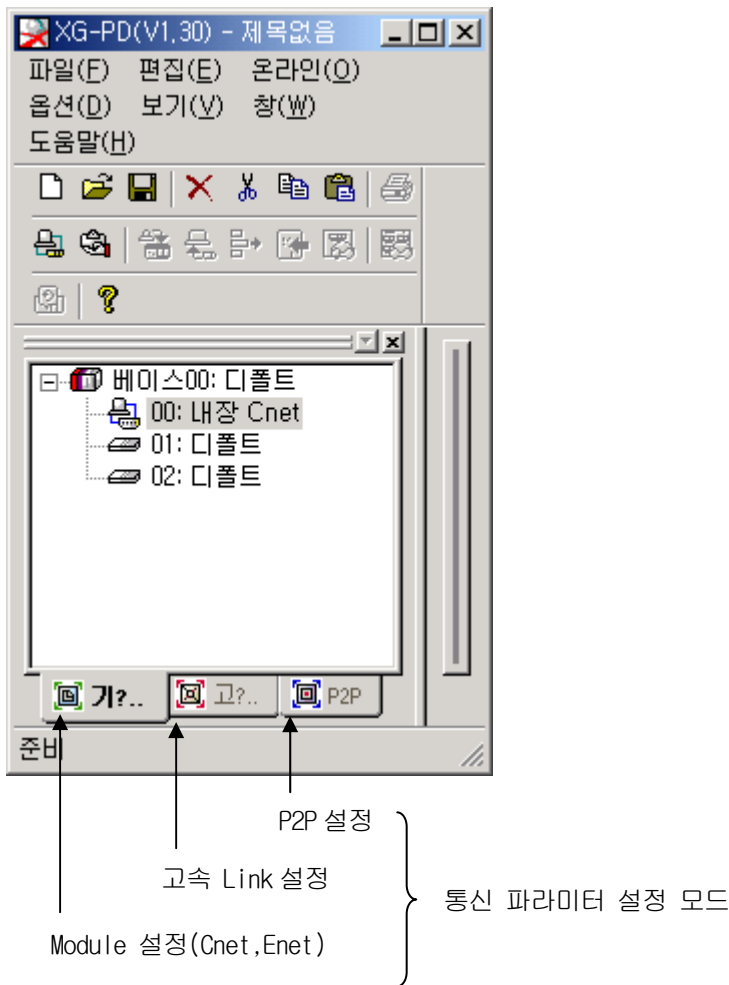 XG-PD(V1,30) - 제목없음
파일(F) 편집(E) 온라인(O)
옵션(D) 보기(V) 창(W)
도움말(H)
베이스00: 디폴트
00: 내장 Cnet
01: 디폴트
02: 디폴트
기?.. 고?.. P2P
준비
P2P 설정
고속 Link 설정
통신 파라미터 설정 모드
Module 설정(Cnet,Enet)